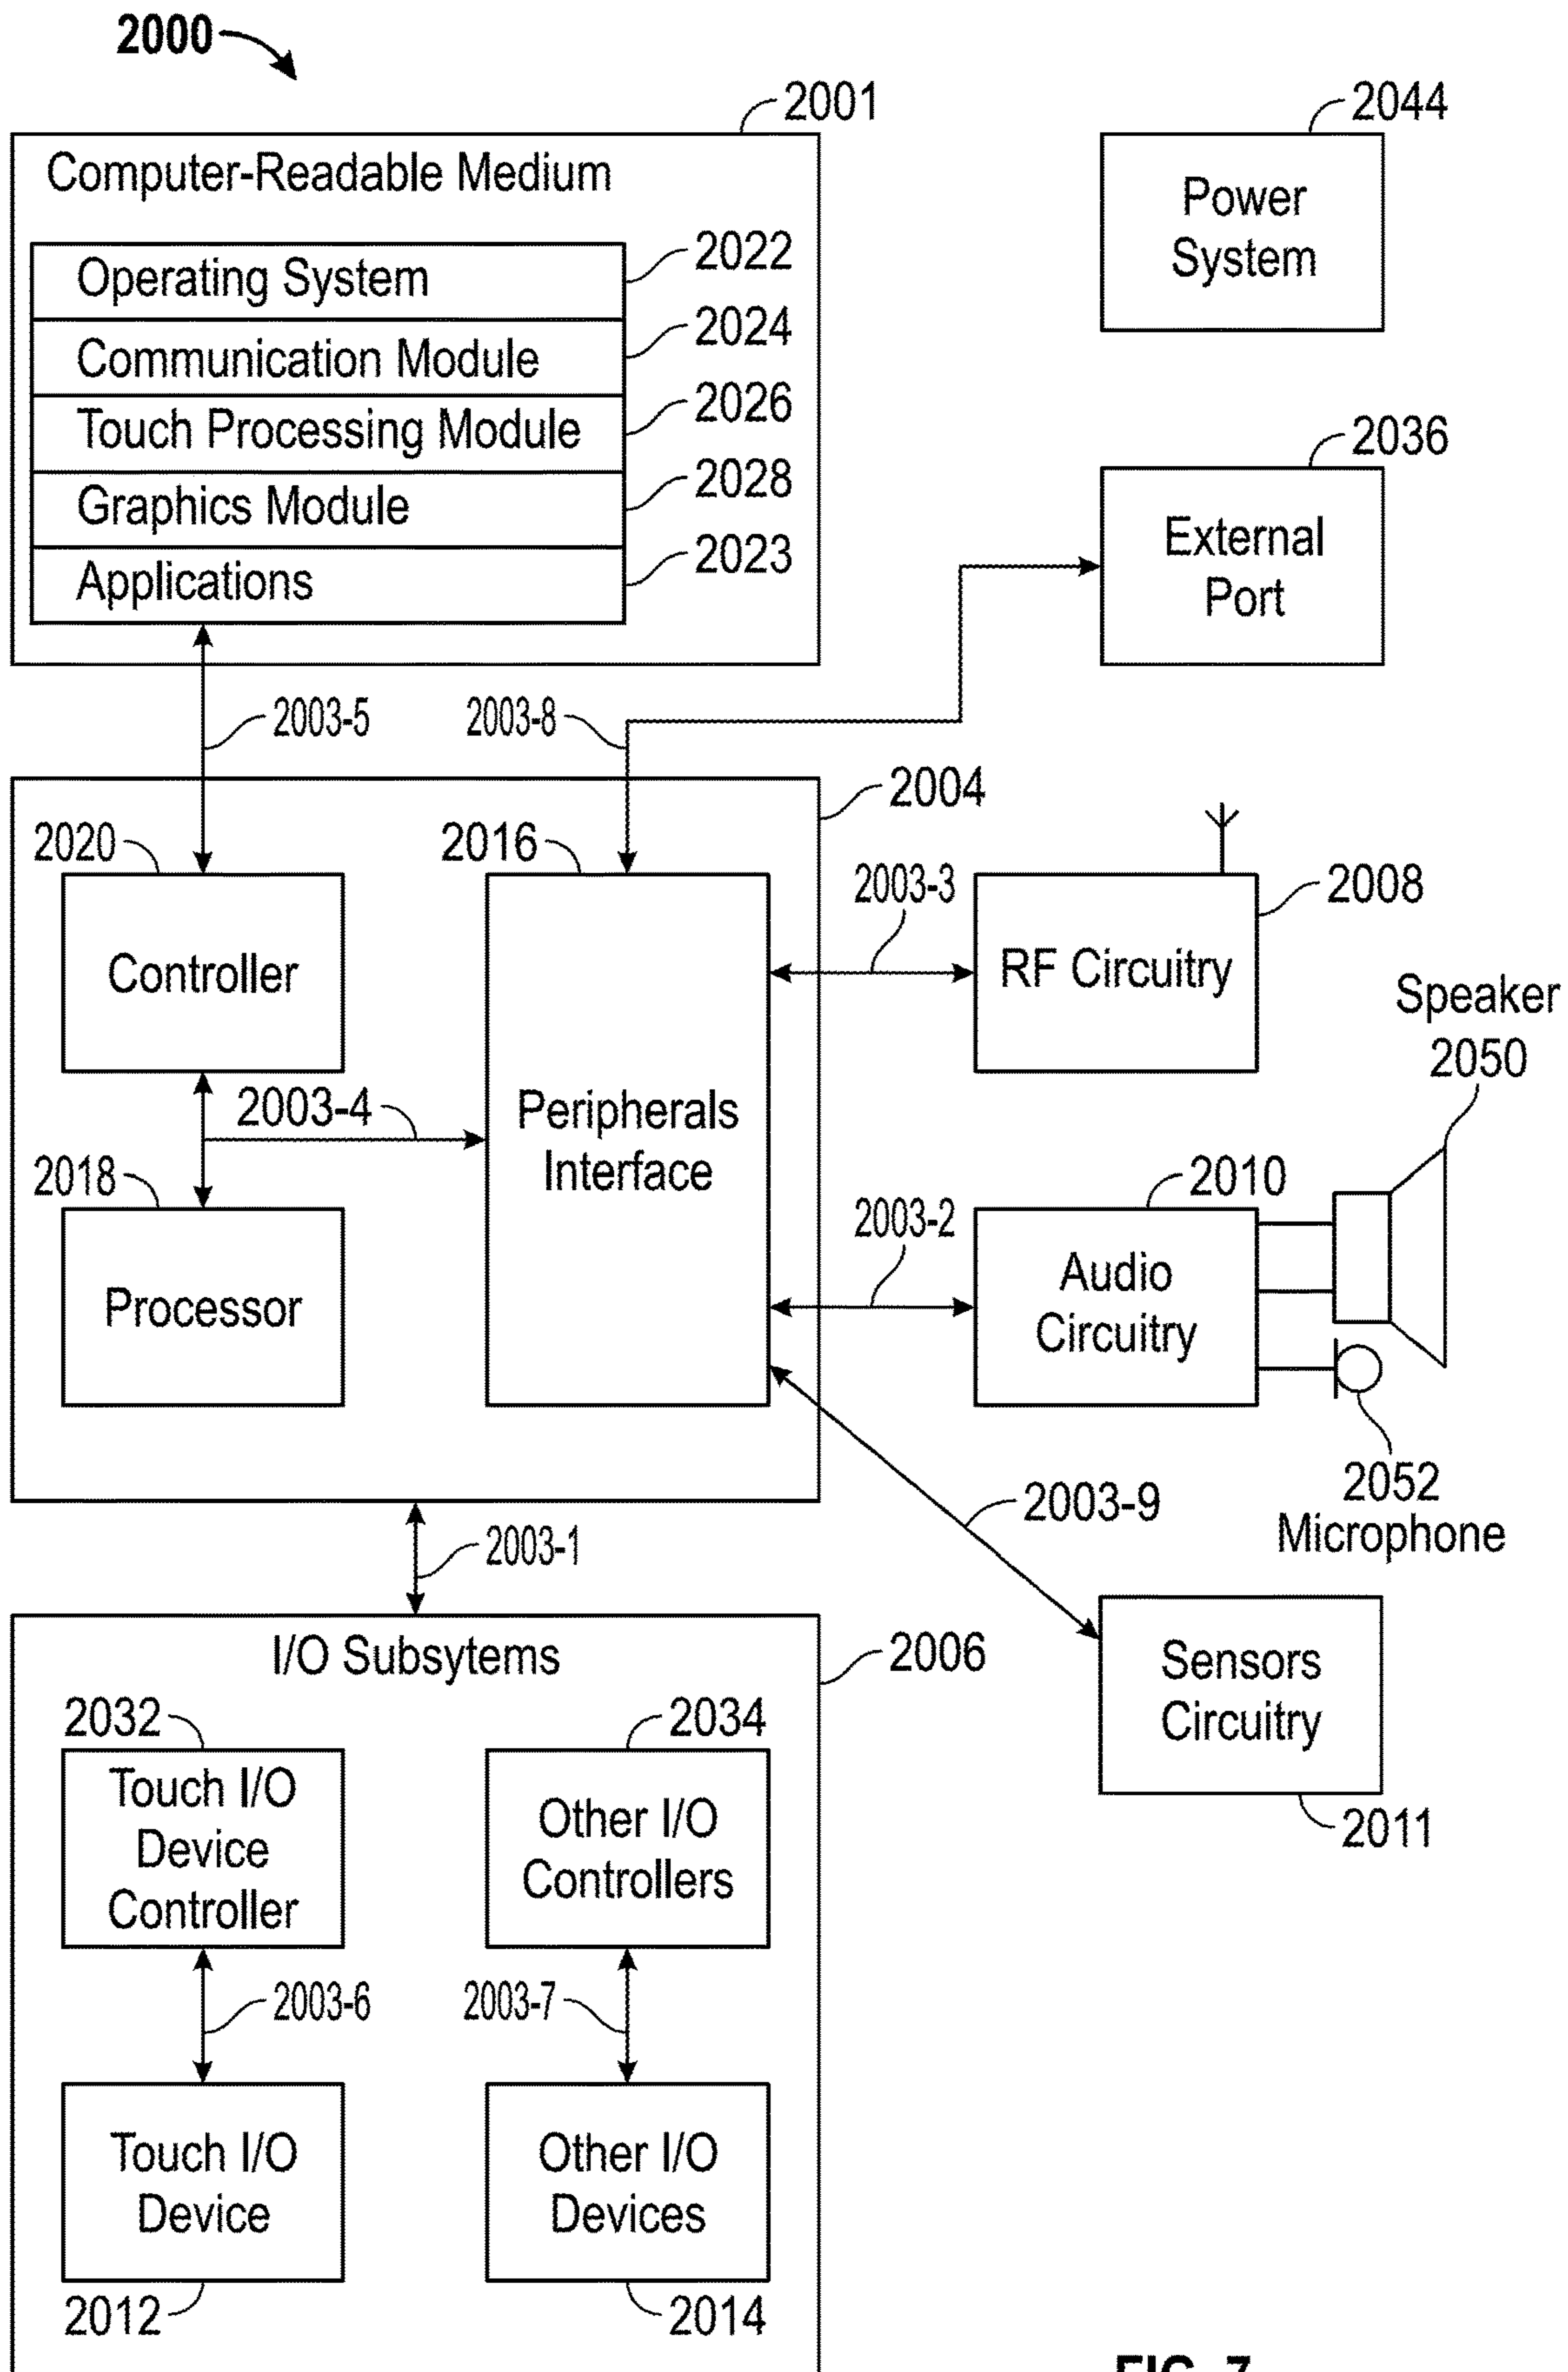 2000
2001
Computer-Readable Medium
Operating System
2022
Communication Module
2024
Touch Processing Module
2026
Graphics Module
2028
Applications
2023
2044
Power
System
2036
External
Port
2003-5
2003-8
2004
2020
Controller
2016
Peripherals
Interface
2003-4
2018
Processor
2003-3
2008
RF Circuitry
Speaker
2050
2003-2
2010
Audio
Circuitry
2052
Microphone
2003-9
2003-1
Sensors
Circuitry
2011
I/O Subsytems
2006
2032
Touch I/O
Device
Controller
2034
Other I/O
Controllers
2003-6
2003-7
Touch I/O
Device
2012
Other I/O
Devices
2014
FIG. 7